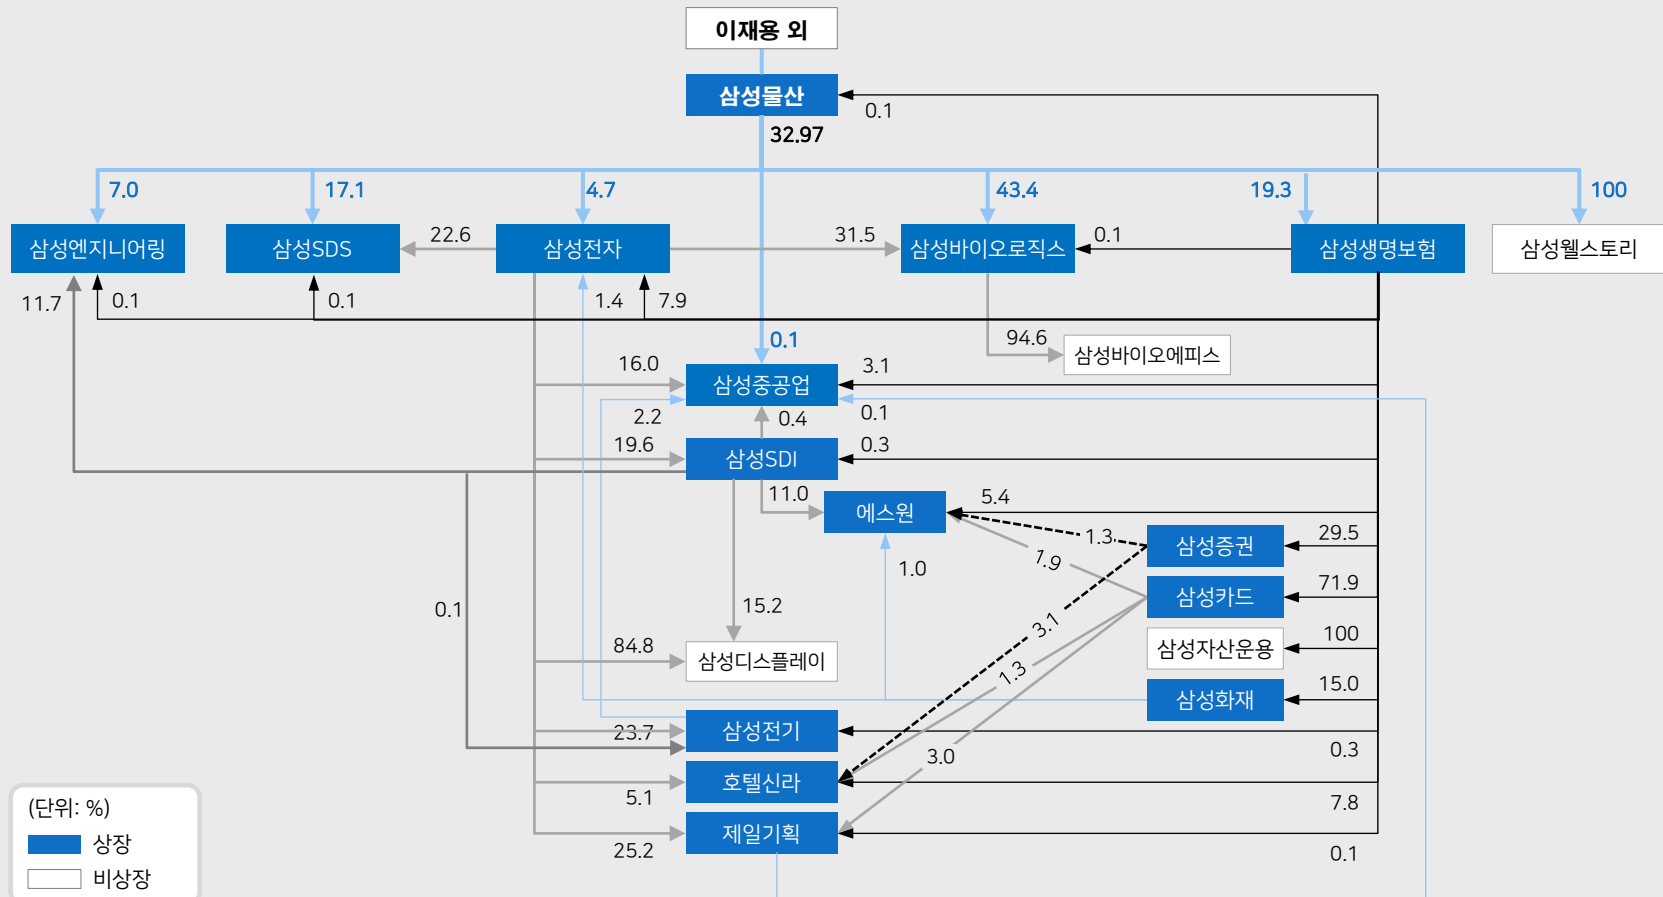 이재용 외
삼성물산
0.1
32.97
7.0
17.1
4.7
43.4
19.3
100
삼성엔지니어링
삼성SDS
22.6
삼성전자
31.5
삼성바이오로직스
0.1
삼성생명보험
삼성웰스토리
11.7
0.1
0.1
1.4
7.9
0.1
94.6
삼성바이오에피스
16.0
삼성중공업
3.1
2.2
0.4
0.1
19.6
삼성SDI
0.3
11.0
에스원
5.4
1.3
삼성증권
29.5
1.9
1.0
삼성카드
71.9
0.1
15.2
3.1
84.8
삼성디스플레이
삼성자산운용
100
1.3
삼성화재
15.0
23.7
삼성전기
0.3
3.0
호텔신라
5.1
7.8
제일기획
25.2
0.1
(단위: %)
상장
비상장